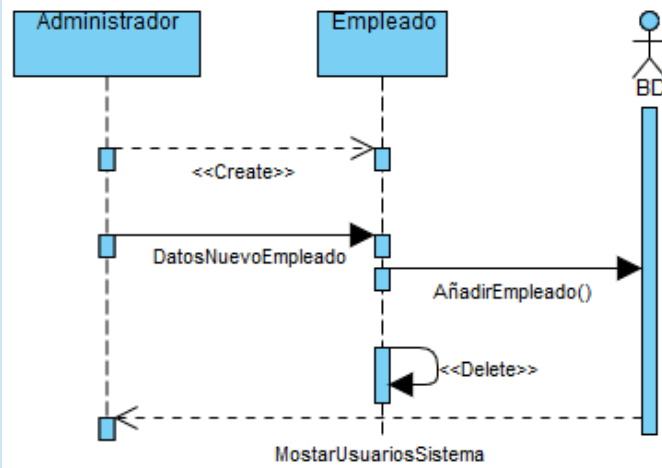 Administrador
Empleado
BD
<<Create>>
DatosNuevoEmpleado
AñadirEmpleado()
<<Delete>>
MostarUsuariosSistema